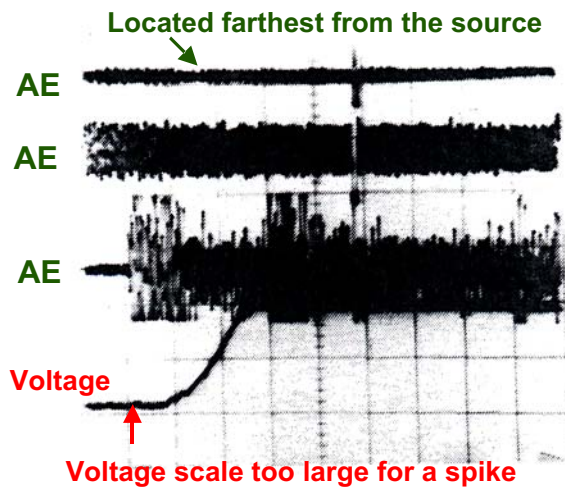 Located farthest from the source
AE
AE
AE
Voltage
Voltage scale too large for a spike